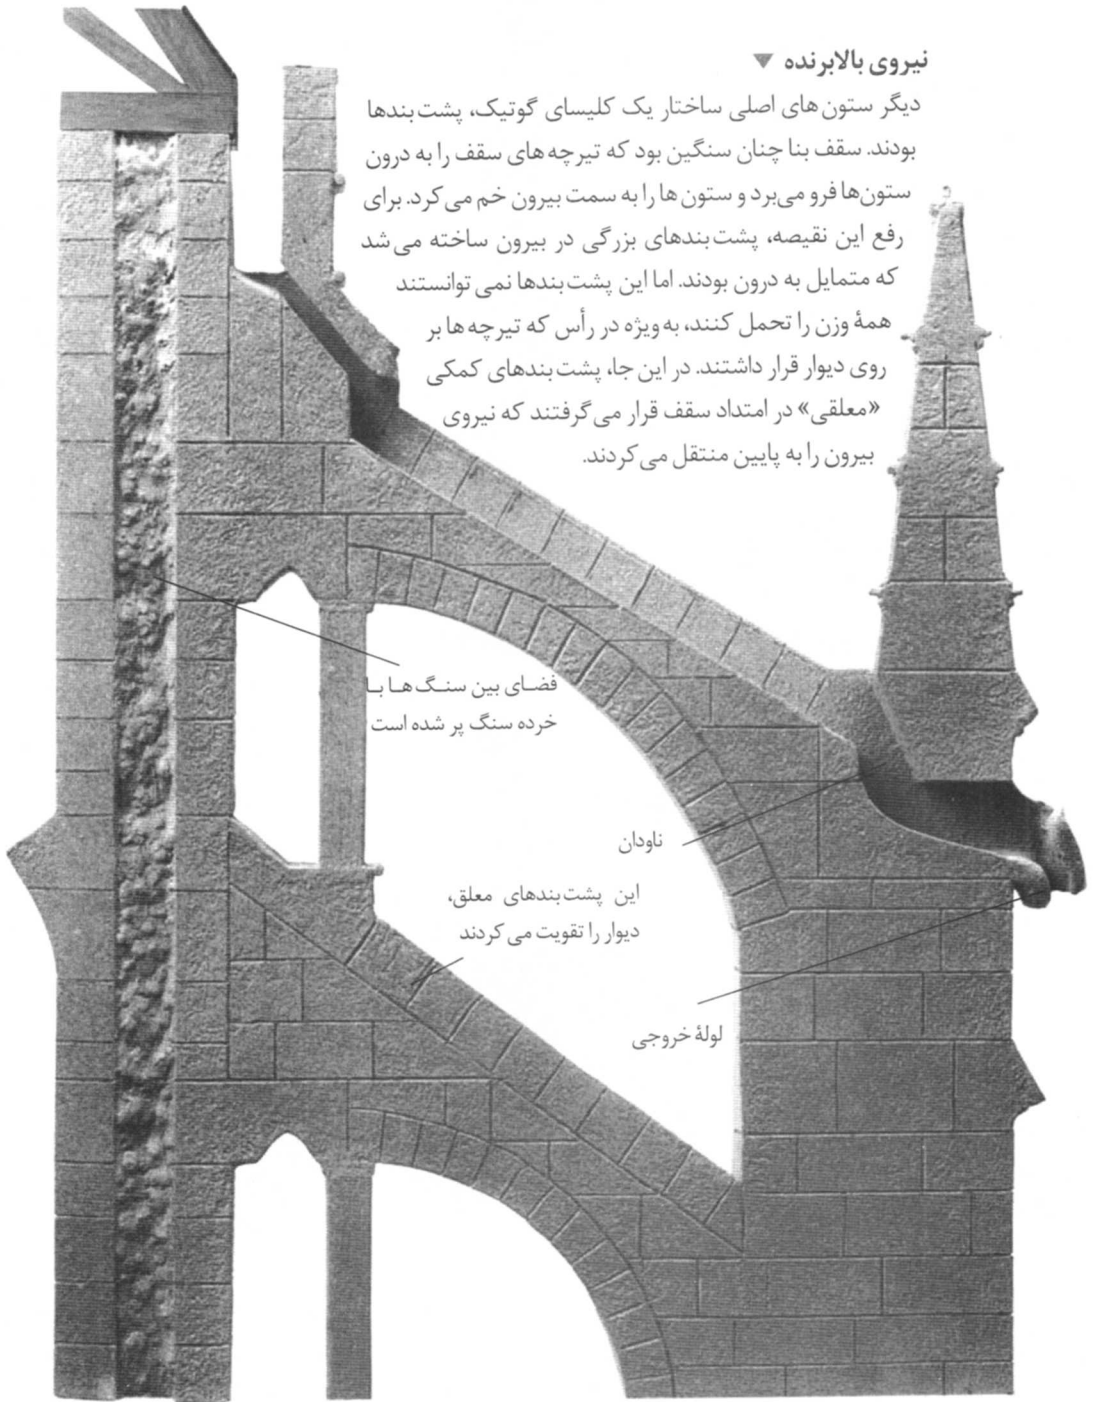 نیروی بالابرنده ▼
دیگر ستون های اصلی ساختار یک کلیسای گوتیک، پشت‌بندها
بودند. سقف بنا چنان سنگین بود که تیرچه های سقف را به درون
ستون‌ها فرو می‌برد و ستون ها را به سمت بیرون خم می کرد. برای
رفع این نقیصه، پشت‌بندهای بزرگی در بیرون ساخته می شد
که متمایل به درون بودند. اما این پشت‌بندها نمی توانستند
همهٔ وزن را تحمل کنند، به‌ویژه در رأس که تیرچه ها بر
روی دیوار قرار داشتند. در این جا، پشت‌بندهای کمکی
«معلقی» در امتداد سقف قرار می گرفتند که نیروی
بیرون را به پایین منتقل می کردند.
فضای بین سنگ ها با
خرده سنگ پر شده است
ناودان
این پشت‌بندهای معلق،
دیوار را تقویت می کردند
لولهٔ خروجی